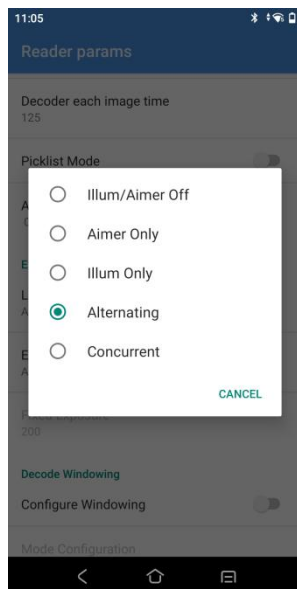 11:05
Reader params
Decoder each image time
125
Picklist Mode
Illum/Aimer Off
Aimer Only
Illum Only
Alternating
Concurrent
CANCEL
Fixed Exposure
200
Decode Windowing
Configure Windowing
Mode Configuration